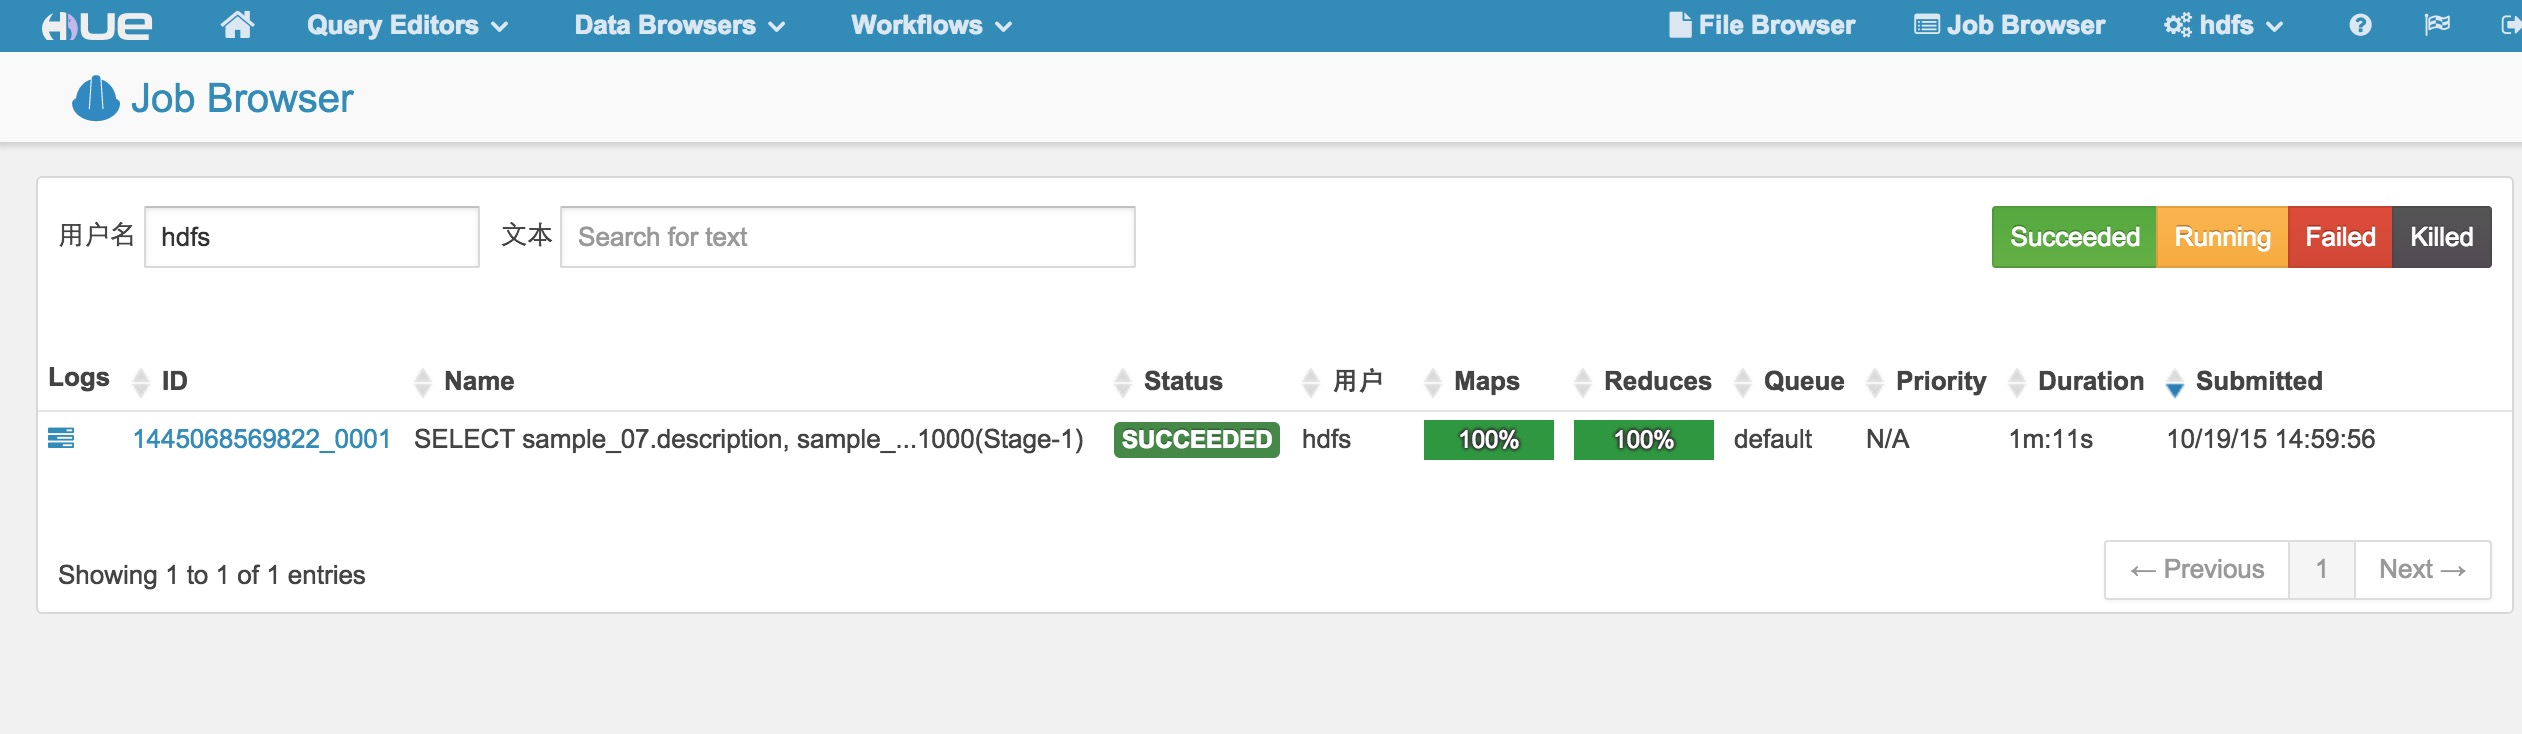 HUE Query Editors Data Browsers Workflows File Browser Job Browser hdfs
Job Browser
用户名 hdfs 文本 Search for text Succeeded Running Failed Killed
Logs ID Name Status 用户 Maps Reduces Queue Priority Duration Submitted
1445068569822_0001 SELECT sample_07.description, sample_...1000(Stage-1) SUCCEEDED hdfs 100% 100% default N/A 1m:11s 10/19/15 14:59:56
Showing 1 to 1 of 1 entries ← Previous 1 Next →